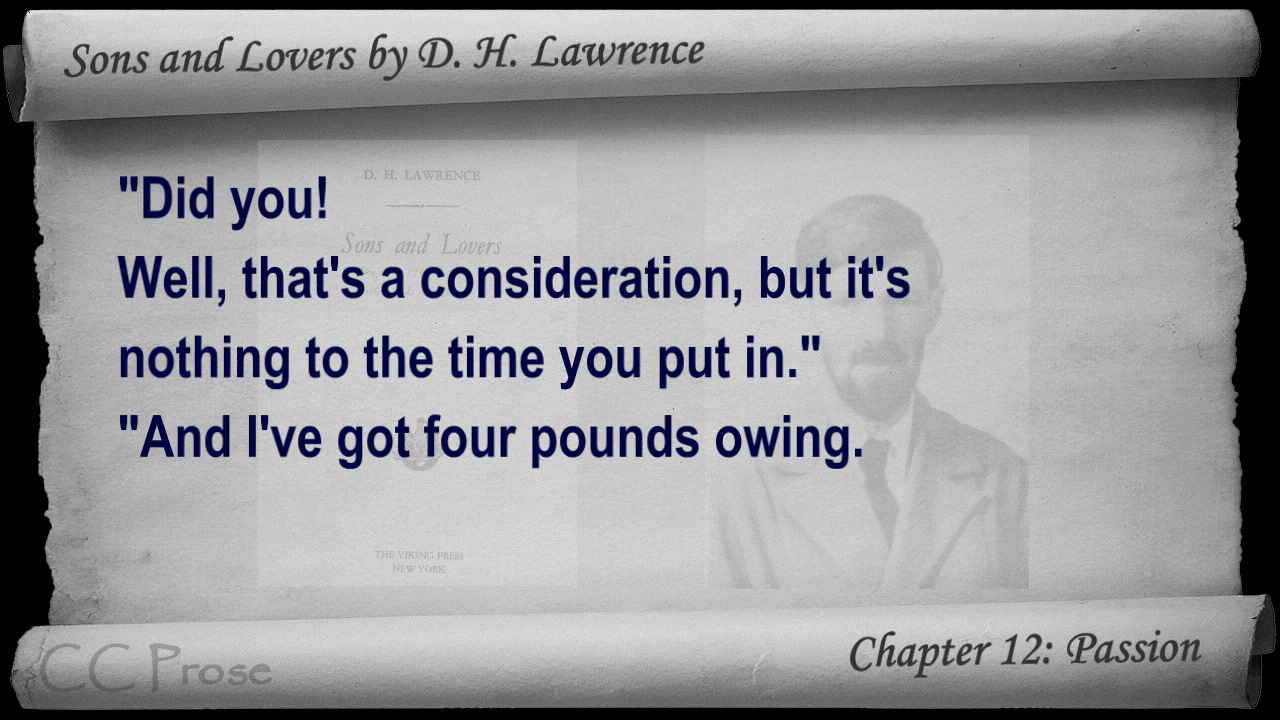 Sons and Lovers by D. H. Lawrence
D. H. LAWRENCE
Sons and Lovers
"Did you!
Well, that's a consideration, but it's
nothing to the time you put in."
"And I've got four pounds owing.
THE VIKING PRESS
NEW YORK
CC Prose
Chapter 12: Passion